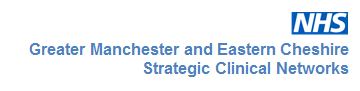 NHS
Greater Manchester and Eastern Cheshire
Strategic Clinical Networks